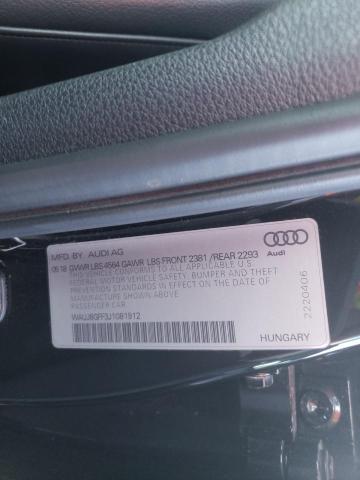 MFD. BY AUDI AG
05 18 GVWR LBS 4564 GAWR LBS FRONT 2381 /REAR 2293
THIS VEHICLE CONFORMS TO ALL APPLICABLE U.S.
FEDERAL MOTOR VEHICLE SAFETY, BUMPER AND THEFT
PREVENTION STANDARDS IN EFFECT ON THE DATE OF
MANUFACTURE SHOWN ABOVE.
PASSENGER CAR
WAUJ8GFF3J1081912
Audi
2220406
HUNGARY